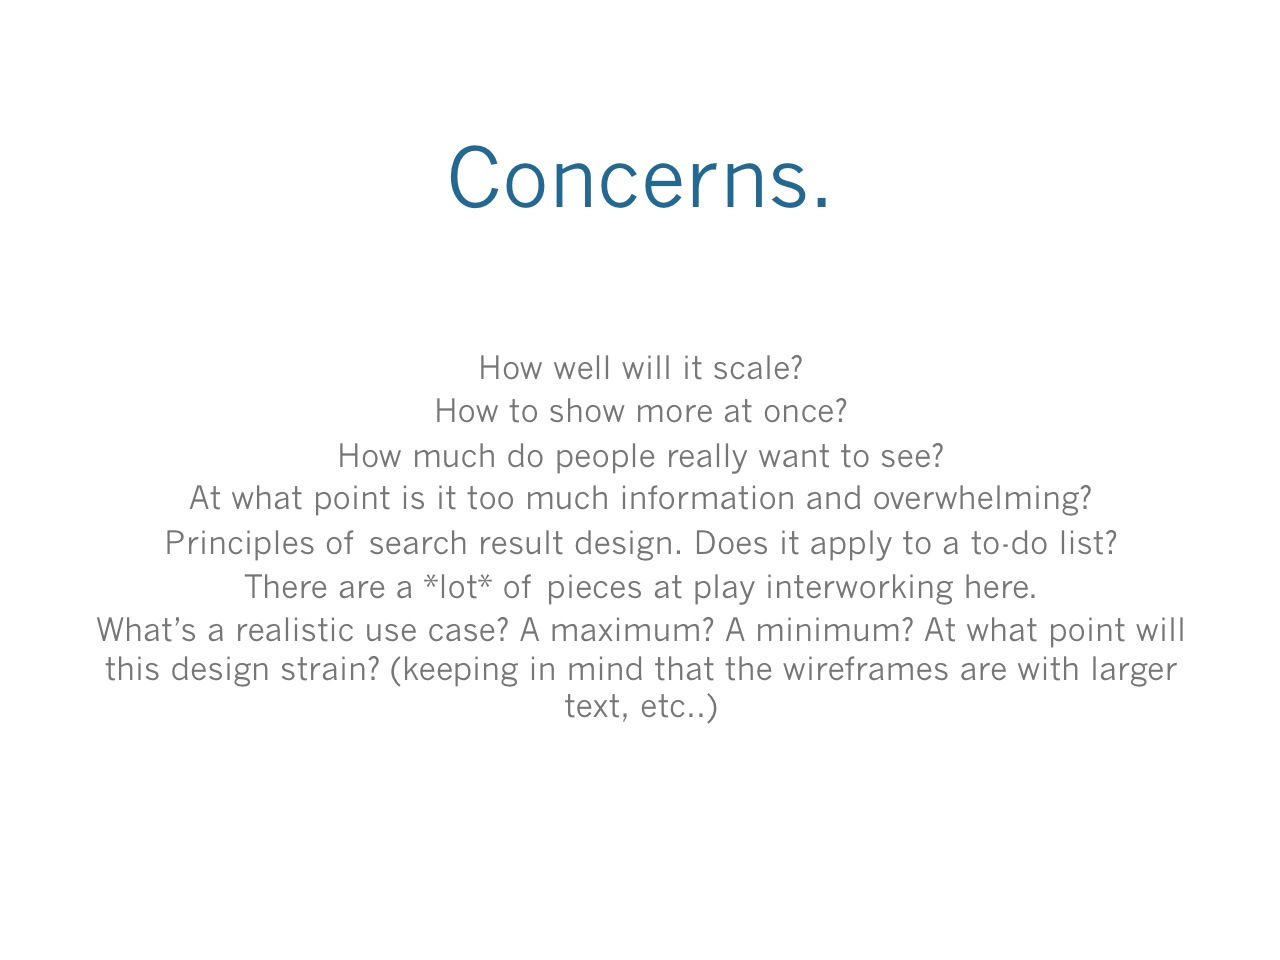 Concerns.
How well will it scale?
How to show more at once?
How much do people really want to see?
At what point is it too much information and overwhelming?
Principles of search result design. Does it apply to a to-do list?
There are a *lot* of pieces at play interworking here.
What’s a realistic use case? A maximum? A minimum? At what point will
this design strain? (keeping in mind that the wireframes are with larger
text, etc..)